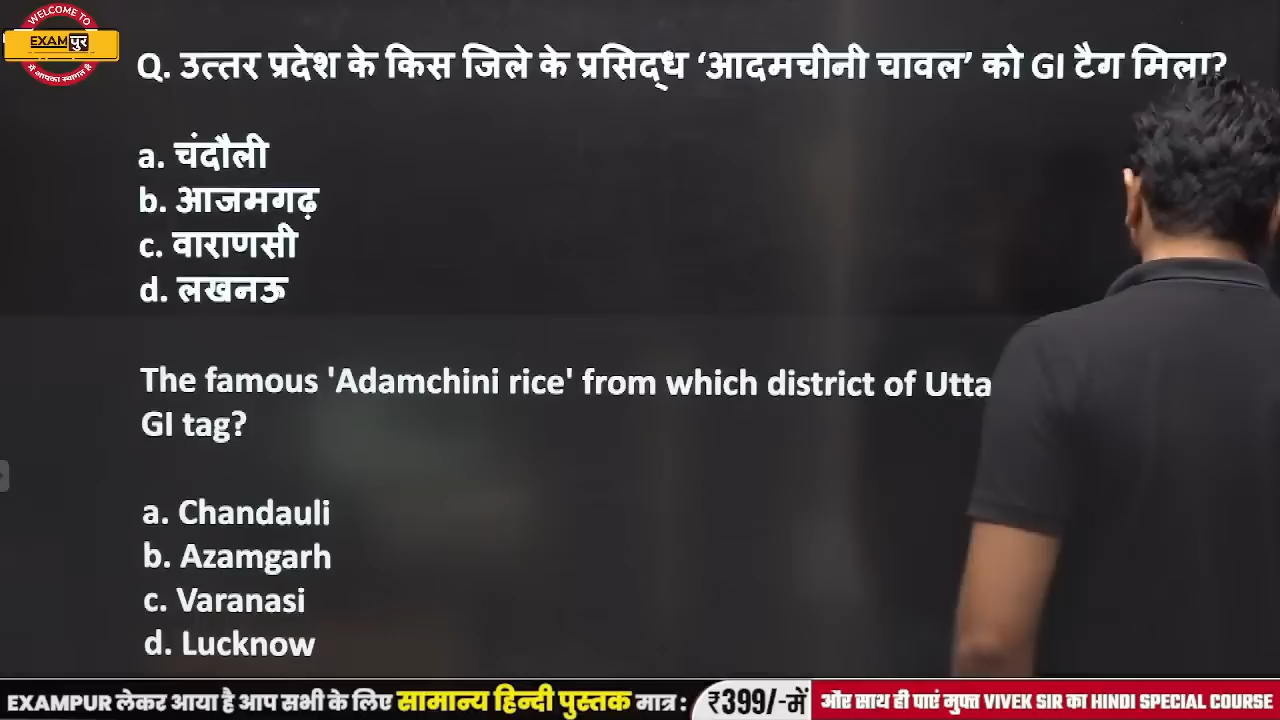 WELCOME TO
EXAMपुर
में आपका स्वागत है
Q. उत्तर प्रदेश के किस जिले के प्रसिद्ध ‘आदमचीनी चावल’ को GI टैग मिला?
a. चंदौली
b. आजमगढ़
c. वाराणसी
d. लखनऊ
The famous 'Adamchini rice' from which district of Utta
GI tag?
a. Chandauli
b. Azamgarh
c. Varanasi
d. Lucknow
EXAMPUR लेकर आया है आप सभी के लिए सामान्य हिन्दी पुस्तक मात्र : ₹399/-में और साथ ही पाएं मुफ्त VIVEK SIR का HINDI SPECIAL COURSE